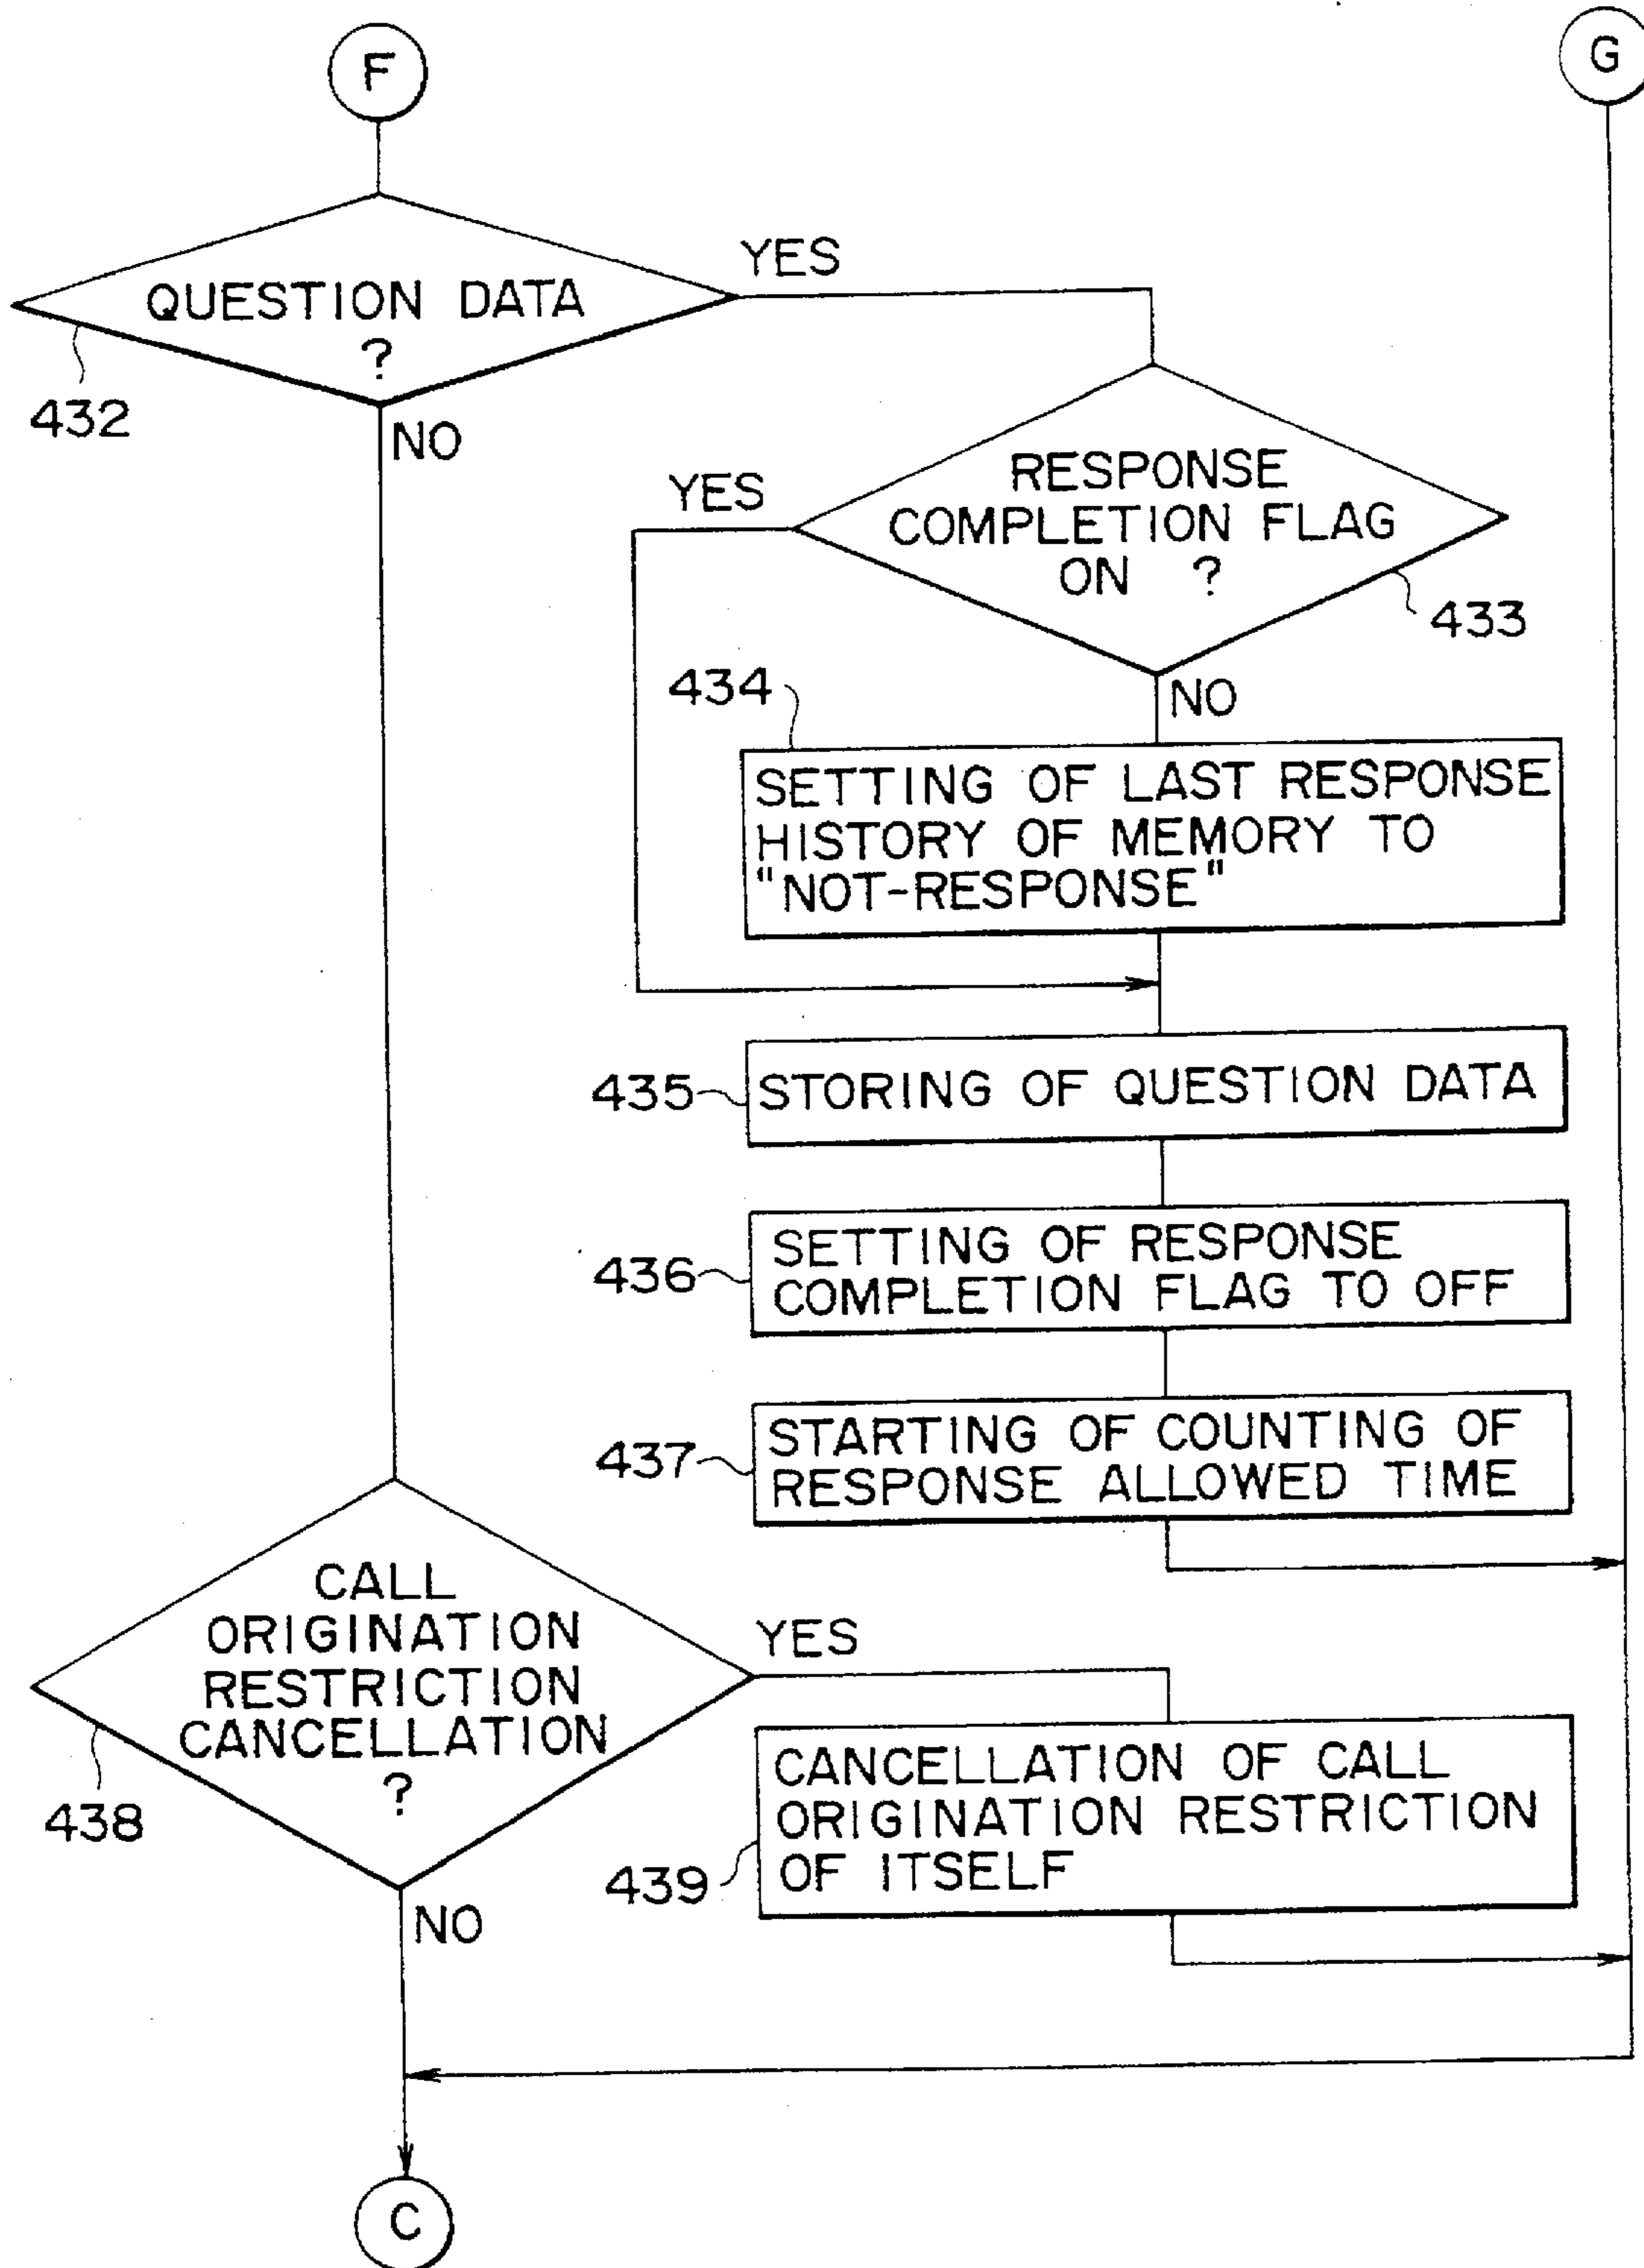 F
G
QUESTION DATA
?
YES
432
NO
RESPONSE
COMPLETION FLAG
ON ?
YES
433
NO
434
SETTING OF LAST RESPONSE
HISTORY OF MEMORY TO
"NOT-RESPONSE"
435
STORING OF QUESTION DATA
436
SETTING OF RESPONSE
COMPLETION FLAG TO OFF
437
STARTING OF COUNTING OF
RESPONSE ALLOWED TIME
CALL
ORIGINATION
RESTRICTION
CANCELLATION
?
YES
438
NO
439
CANCELLATION OF CALL
ORIGINATION RESTRICTION
OF ITSELF
C